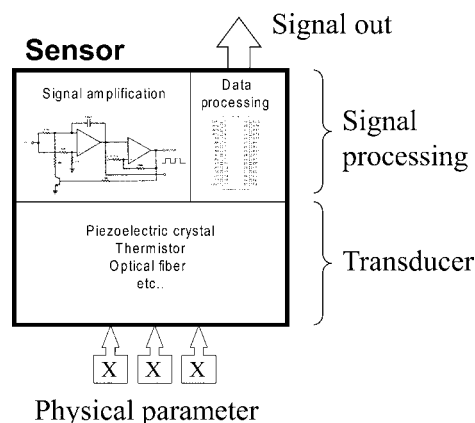 Signal out
Sensor
Signal amplification
Data
processing
Signal
processing
Piezoelectric crystal
Thermistor
Optical fiber
etc..
Transducer
X X X
Physical parameter